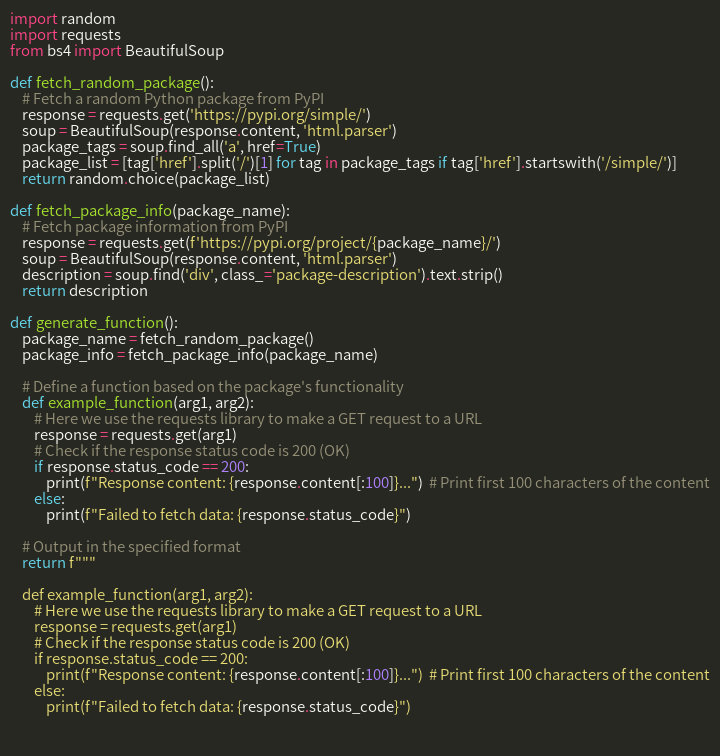 import random
import requests
from bs4 import BeautifulSoup

def fetch_random_package():
    # Fetch a random Python package from PyPI
    response = requests.get('https://pypi.org/simple/')
    soup = BeautifulSoup(response.content, 'html.parser')
    package_tags = soup.find_all('a', href=True)
    package_list = [tag['href'].split('/')[1] for tag in package_tags if tag['href'].startswith('/simple/')]
    return random.choice(package_list)

def fetch_package_info(package_name):
    # Fetch package information from PyPI
    response = requests.get(f'https://pypi.org/project/{package_name}/')
    soup = BeautifulSoup(response.content, 'html.parser')
    description = soup.find('div', class_='package-description').text.strip()
    return description

def generate_function():
    package_name = fetch_random_package()
    package_info = fetch_package_info(package_name)

    # Define a function based on the package's functionality
    def example_function(arg1, arg2):
        # Here we use the requests library to make a GET request to a URL
        response = requests.get(arg1)
        # Check if the response status code is 200 (OK)
        if response.status_code == 200:
            print(f"Response content: {response.content[:100]}...")  # Print first 100 characters of the content
        else:
            print(f"Failed to fetch data: {response.status_code}")

    # Output in the specified format
    return f"""

    def example_function(arg1, arg2):
        # Here we use the requests library to make a GET request to a URL
        response = requests.get(arg1)
        # Check if the response status code is 200 (OK)
        if response.status_code == 200:
            print(f"Response content: {response.content[:100]}...")  # Print first 100 characters of the content
        else:
            print(f"Failed to fetch data: {response.status_code}")